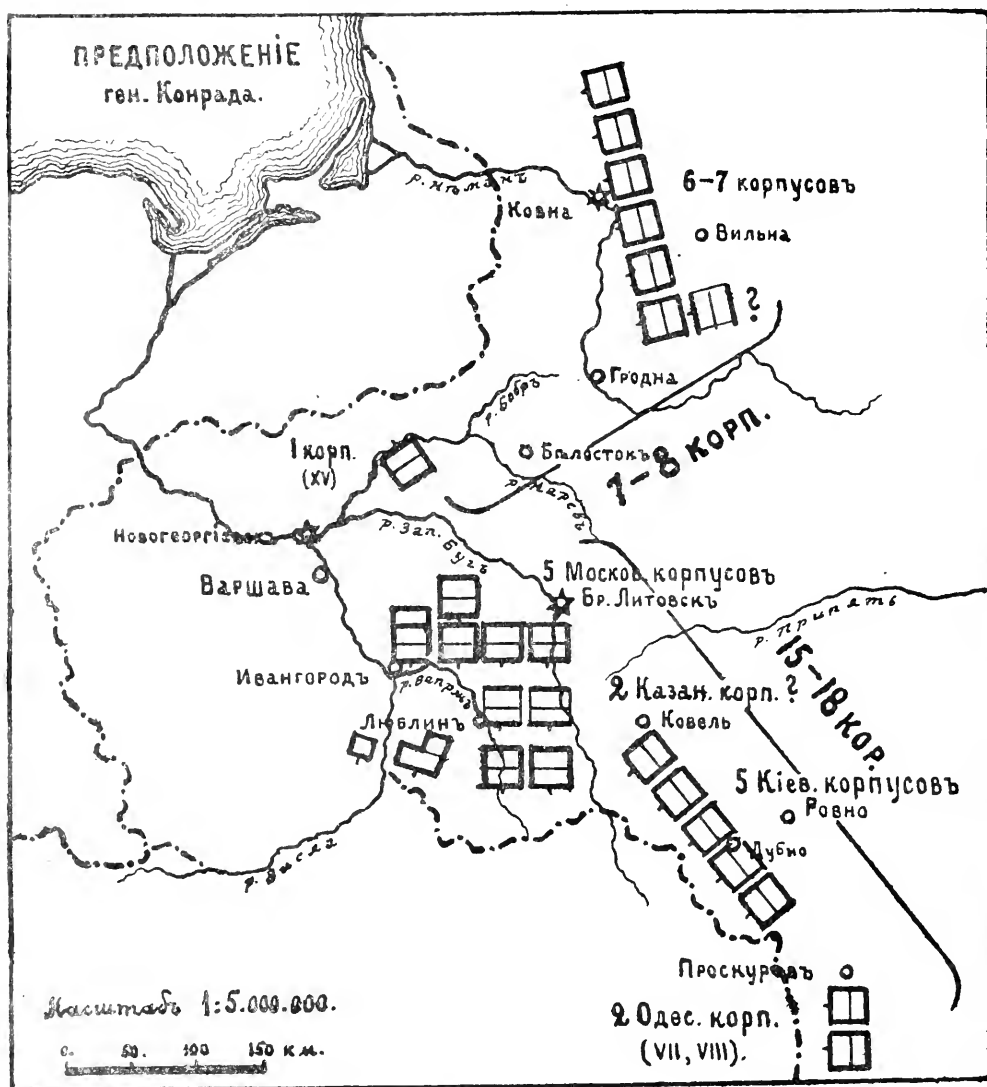 ПРЕДПОЛОЖЕНІЕ
ген. Конрада.
р. Нѣманъ
Ковна
6–7 корпусовъ
Вильна
?
Гродна
р. Бобръ
1 корп.
(XV)
Бѣлостокъ
7–8 КОРП.
р. Наревъ
Новогеоргіевск
р. Зап. Бугъ
Варшава
5 Москов. корпусовъ
Бр. Литовскъ
р. Припять
15–18 КОР.
Ивангородъ
р. Вепржъ
2 Казан. корп. ?
Ковель
Люблинъ
5 Кіев. корпусовъ
Ровно
Дубно
р. Висла
Проскуровъ
Масштабъ 1:5.000.000.
0. 50. 100 150 км.
2 Одес. корп.
(VII, VIII).